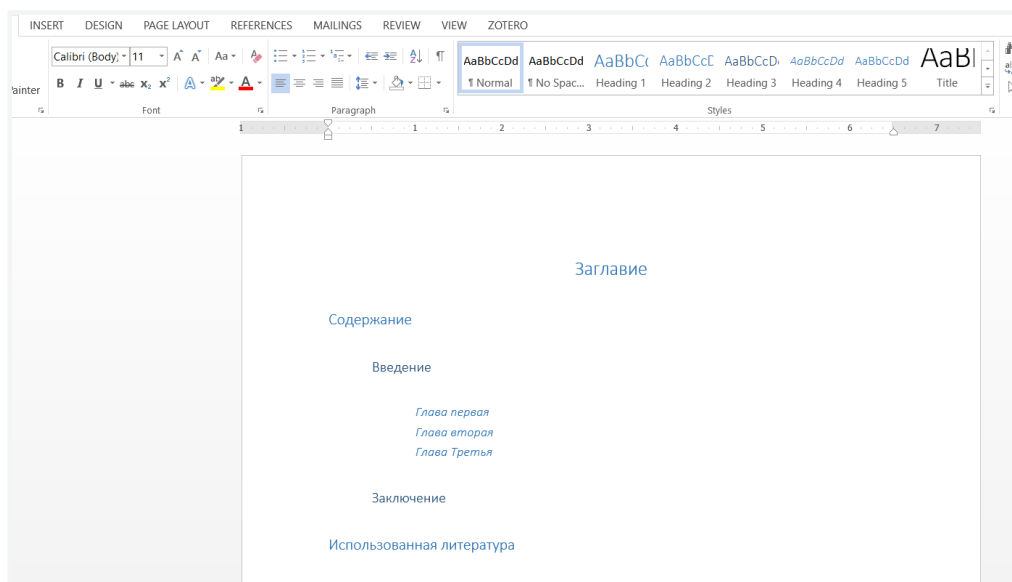 INSERT DESIGN PAGE LAYOUT REFERENCES MAILINGS REVIEW VIEW ZOTERO
Calibri (Body) 11 A A Aa
AaBbCcDd AaBbCcDd AaBbCc AaBbCcE AaBbCcD AaBbCcDd AaBbCcDd AaB
Painter B I U abc X₂ X² A aby A
¶ Normal ¶ No Spac... Heading 1 Heading 2 Heading 3 Heading 4 Heading 5 Title
Font Paragraph Styles
1 1 2 3 4 5 6 7
Заглавие
Содержание
Введение
Глава первая
Глава вторая
Глава Третья
Заключение
Использованная литература